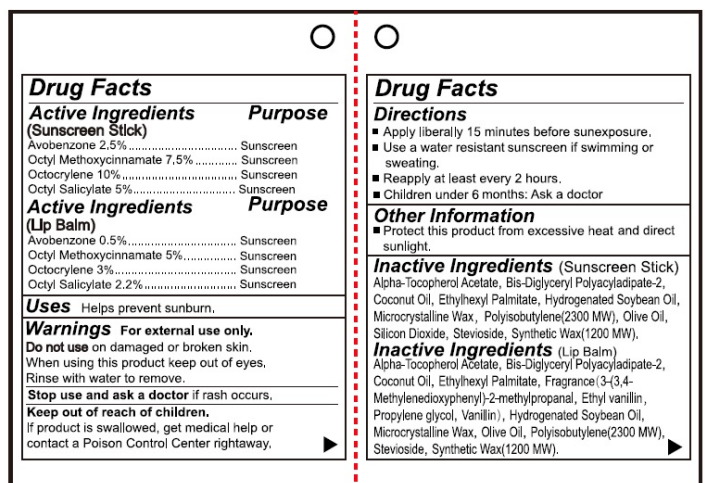 Drug Facts
Active Ingredients Purpose
(Sunscreen Stick)
Avobenzone 2,5%................................ Sunscreen
Octyl Methoxycinnamate 7,5%............. Sunscreen
Octocrylene 10%.................................. Sunscreen
Octyl Salicylate 5%.............................. Sunscreen
Active Ingredients Purpose
(Lip Balm)
Avobenzone 0.5%................................ Sunscreen
Octyl Methoxycinnamate 5%................ Sunscreen
Octocrylene 3%.................................... Sunscreen
Octyl Salicylate 2.2%............................ Sunscreen
Uses Helps prevent sunburn,
Warnings For external use only.
Do not use on damaged or broken skin.
When using this product keep out of eyes,
Rinse with water to remove.
Stop use and ask a doctor if rash occurs,
Keep out of reach of children.
If product is swallowed, get medical help or
contact a Poison Control Center rightaway,
Drug Facts
Directions
▪ Apply liberally 15 minutes before sunexposure,
▪ Use a water resistant sunscreen if swimming or
sweating.
▪ Reapply at least every 2 hours.
▪ Children under 6 months: Ask a doctor
Other Information
▪ Protect this product from excessive heat and direct
sunlight.
Inactive Ingredients (Sunscreen Stick)
Alpha-Tocopherol Acetate, Bis-Diglyceryl Polyacyladipate-2,
Coconut Oil, Ethylhexyl Palmitate, Hydrogenated Soybean Oil,
Microcrystalline Wax, Polyisobutylene(2300 MW), Olive Oil,
Silicon Dioxide, Stevioside, Synthetic Wax(1200 MW).
Inactive Ingredients (Lip Balm)
Alpha-Tocopherol Acetate, Bis-Diglyceryl Polyacyladipate-2,
Coconut Oil, Ethylhexyl Palmitate, Fragrance(3-(3,4-
Methylenedioxyphenyl)-2-methylpropanal, Ethyl vanillin,
Propylene glycol, Vanillin), Hydrogenated Soybean Oil,
Microcrystalline Wax, Olive Oil, Polyisobutylene(2300 MW),
Stevioside, Synthetic Wax(1200 MW).